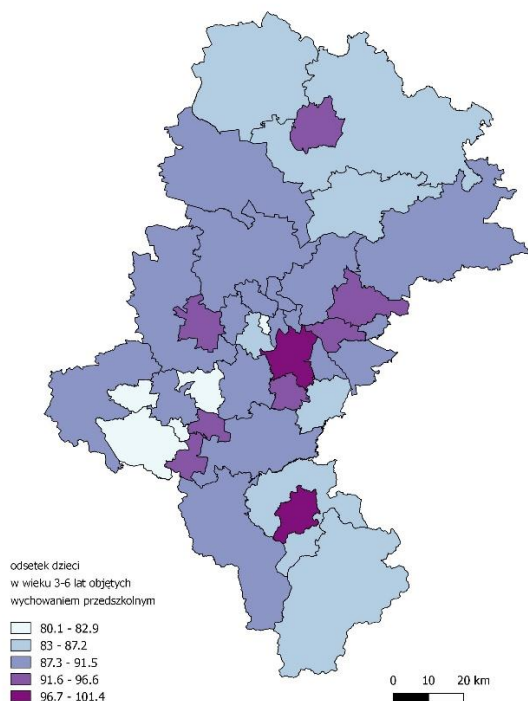 odsetek dzieci
w wieku 3-6 lat objętych
wychowaniem przedszkolnym
80.1 - 82.9
83 - 87.2
87.3 - 91.5
91.6 - 96.6
96.7 - 101.4
0 10 20 km